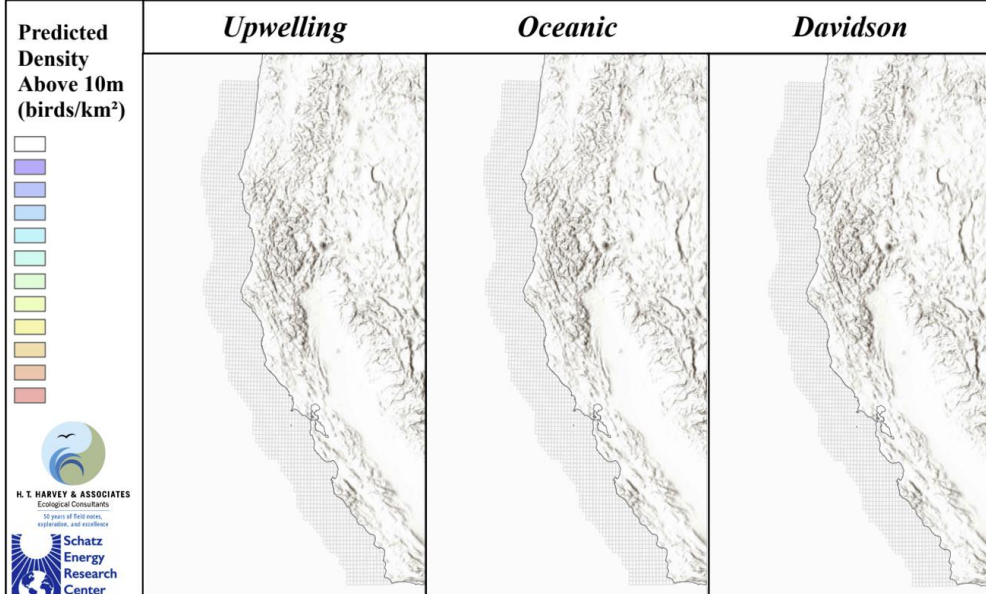 Predicted
Density
Above 10m
(birds/km²)
Upwelling
Oceanic
Davidson
H. T. HARVEY & ASSOCIATES
Ecological Consultants
50 years of field notes,
exploration, and excellence
Schatz
Energy
Research
Center